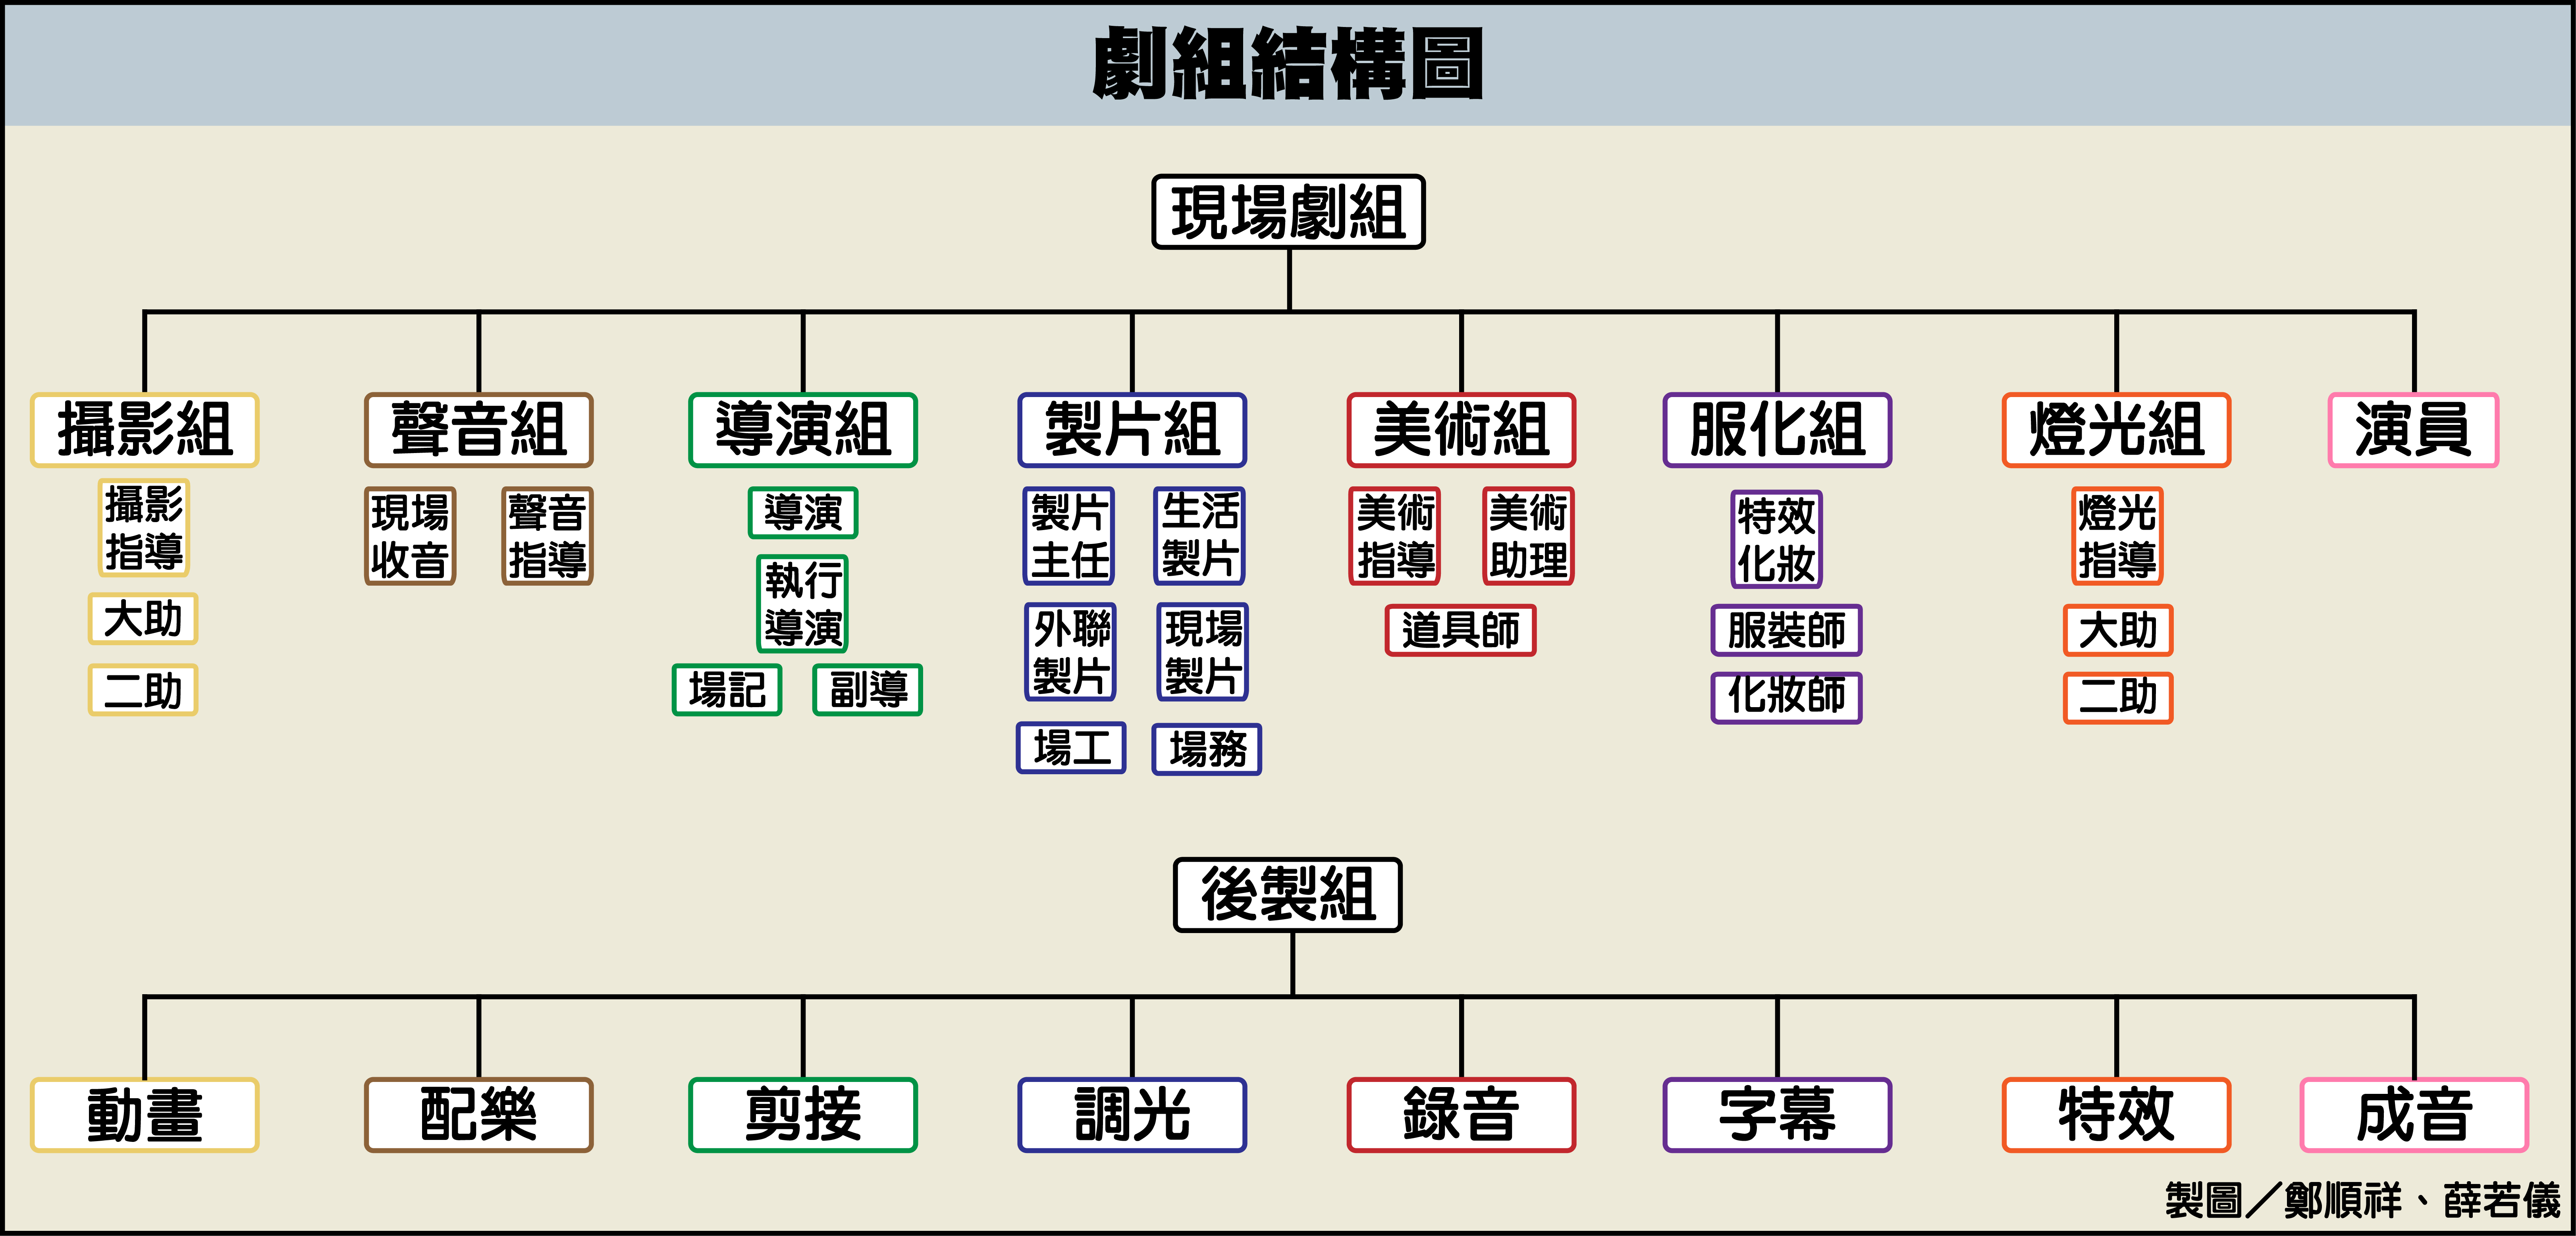 劇組結構圖
現場劇組
攝影組
攝影
指導
大助
二助
聲音組
現場
收音
聲音
指導
導演組
導演
執行
導演
場記
副導
製片組
製片
主任
生活
製片
外聯
製片
現場
製片
場工
場務
美術組
美術
指導
美術
助理
道具師
服化組
特效
化妝
服裝師
化妝師
燈光組
燈光
指導
大助
二助
演員
後製組
動畫
配樂
剪接
調光
錄音
字幕
特效
成音
製圖／鄭順祥、薛若儀